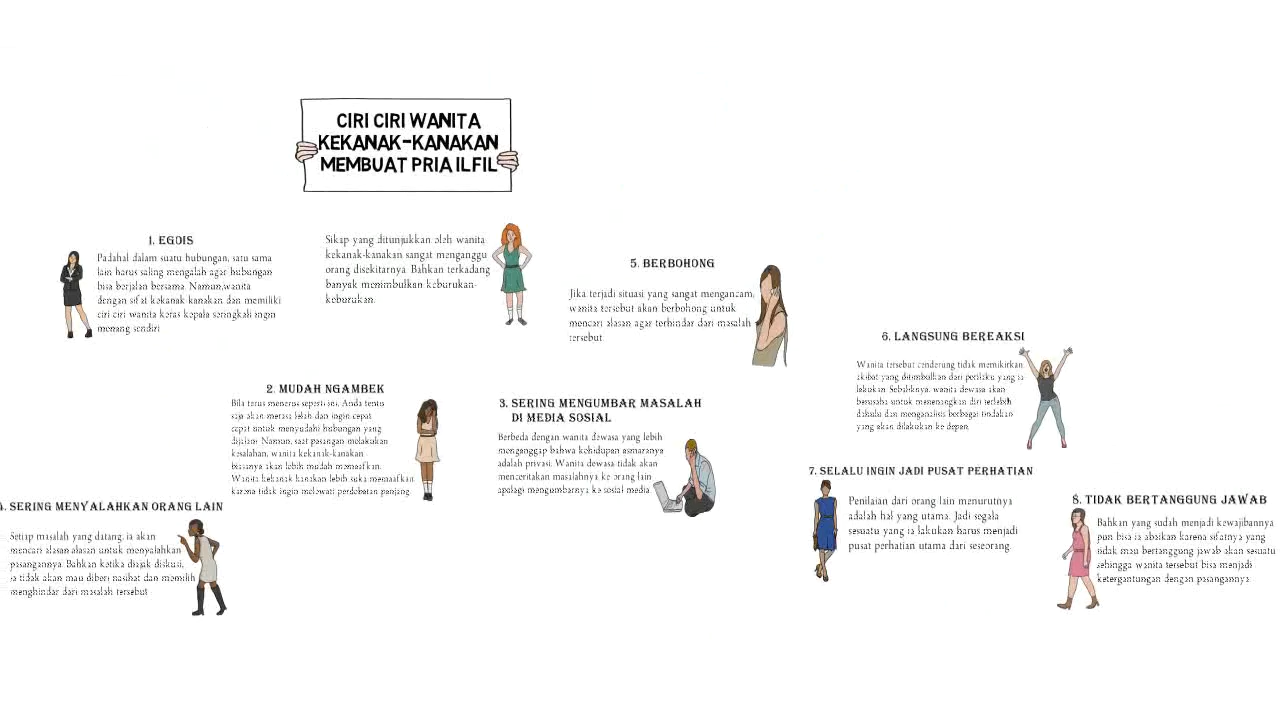 CIRI CIRI WANITA
KEKANAK-KANAKAN
MEMBUAT PRIA ILFIL
Sikap yang ditunjukkan oleh wanita
kekanak-kanakan sangat menganggu
orang disekitarnya. Bahkan terkadang
banyak menimbulkan keburukan-
keburukan.
1. EGOIS
Padahal dalam suatu hubungan, satu sama
lain harus saling mengalah agar hubungan
bisa berjalan bersama. Namun,wanita
dengan sifat kekanak kanakan dan memiliki
ciri ciri wanita keras kepala seringkali ingin
menang sendiri
2. MUDAH NGAMBEK
Bila terus menerus seperti ini, Anda tentu
saja akan merasa lelah dan ingin cepat
cepat untuk menyudahi hubungan yang
dijalani. Namun, saat pasangan melakukan
kesalahan, wanita kekanak-kanakan
biasanya akan lebih mudah memaafkan.
Wanita kekanak kanakan lebih suka memaafkan
karena tidak ingin melewati perdebatan panjang
3. SERING MENGUMBAR MASALAH
DI MEDIA SOSIAL
Berbeda dengan wanita dewasa yang lebih
menganggap bahwa kehidupan asmaranya
adalah privasi. Wanita dewasa tidak akan
menceritakan masalahnya ke orang lain
apalagi mengumbarnya ke sosial media.
4. SERING MENYALAHKAN ORANG LAIN
Setiap masalah yang datang, ia akan
mencari alasan-alasan untuk menyalahkan
pasangannya. Bahkan ketika diajak diskusi,
ia tidak akan mau diberi nasihat dan memilih
menghindar dari masalah tersebut
5. BERBOHONG
Jika terjadi situasi yang sangat mengancam,
wanita tersebut akan berbohong untuk
mencari alasan agar terhindar dari masalah
tersebut.
6. LANGSUNG BEREAKSI
Wanita tersebut cenderung tidak memikirkan
akibat yang ditimbulkan dari perilaku yang ia
lakukan. Sebaliknya, wanita dewasa akan
berusaha untuk menenangkan diri terlebih
dahulu dan menganalisis berbagai tindakan
yang akan dilakukan ke depan.
7. SELALU INGIN JADI PUSAT PERHATIAN
Penilaian dari orang lain menurutnya
adalah hal yang utama. Jadi segala
sesuatu yang ia lakukan harus menjadi
pusat perhatian utama dari seseorang.
8. TIDAK BERTANGGUNG JAWAB
Bahkan yang sudah menjadi kewajibannya
pun bisa ia abaikan karena sifatnya yang
tidak mau bertanggung jawab akan sesuatu
sehingga wanita tersebut bisa menjadi
ketergantungan dengan pasangannya.